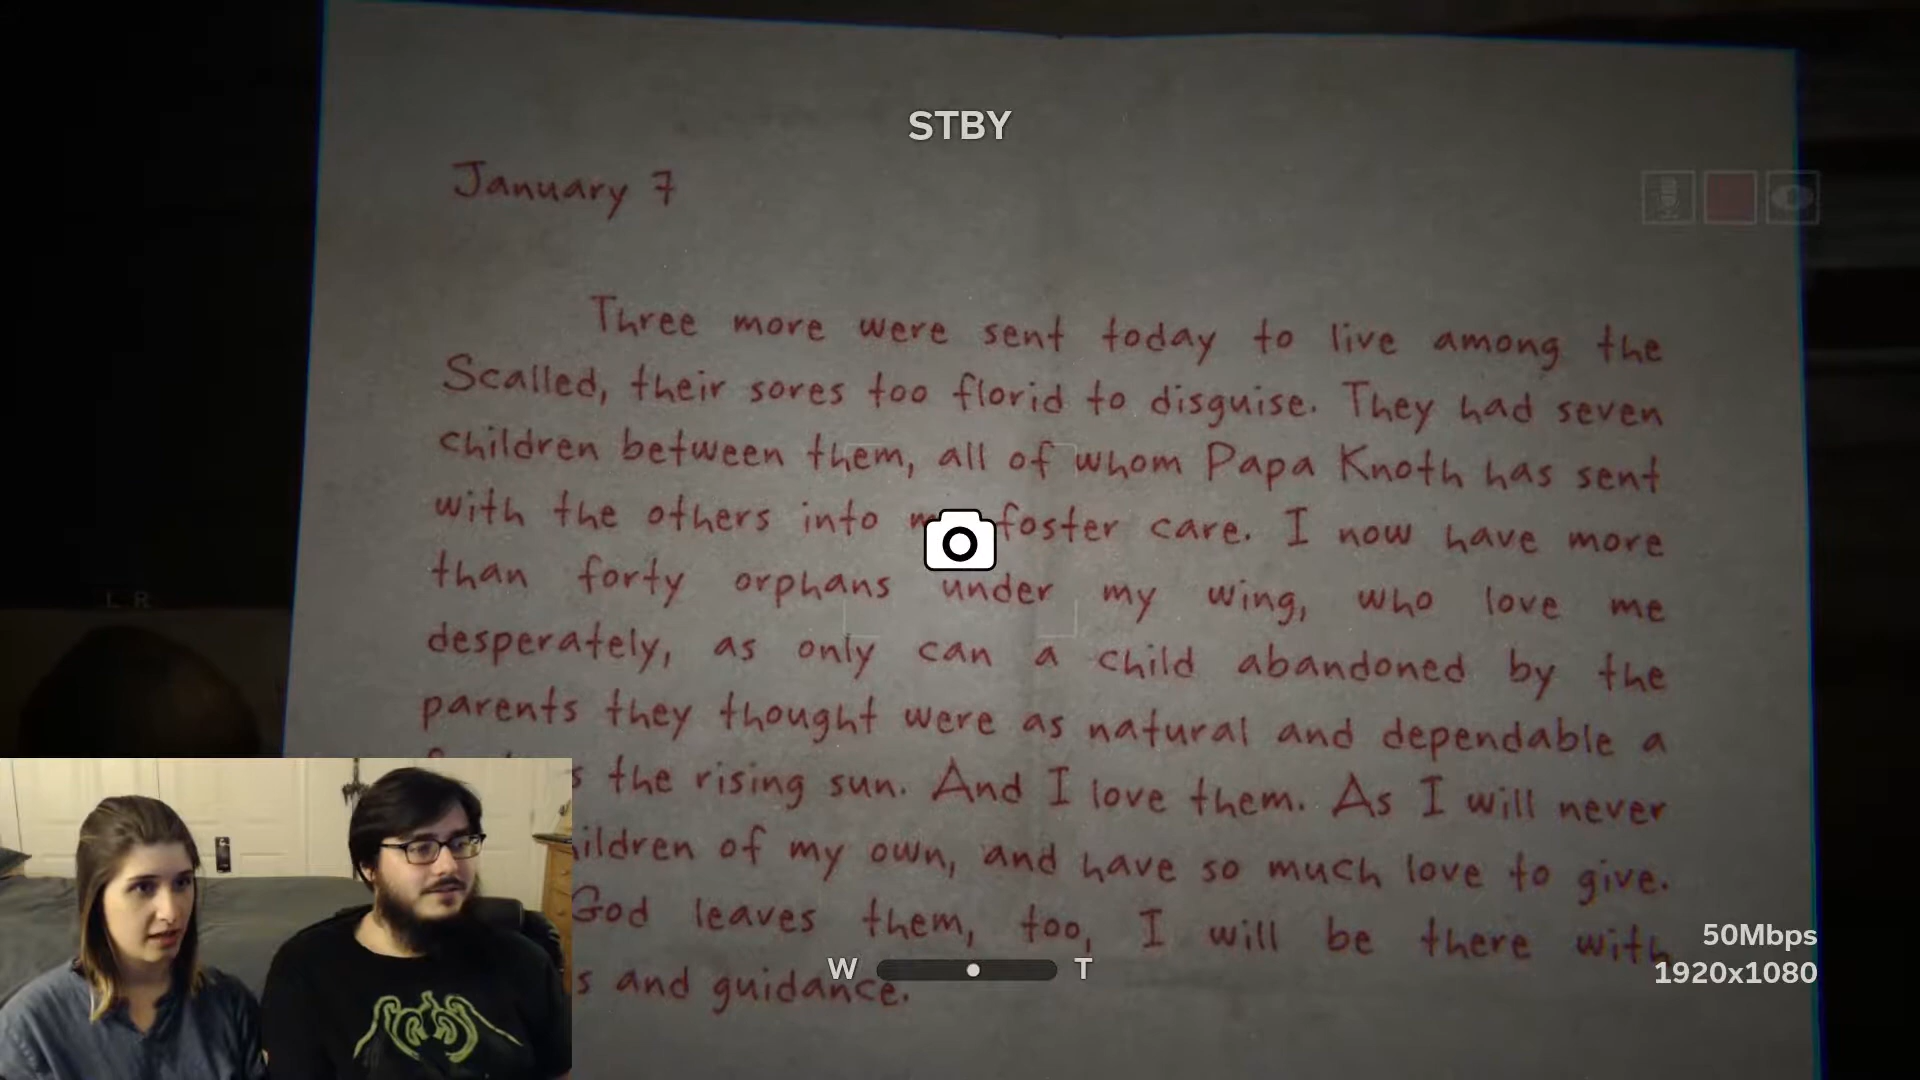 STBY
January 7
Three more were sent today to live among the
Scalled, their sores too florid to disguise. They had seven
children between them, all of whom Papa Knoth has sent
with the others into foster care. I now have more
than forty orphans under my wing, who love me
desperately, as only can a child abandoned by the
parents they thought were as natural and dependable a
the rising sun. And I love them. As I will never
of my own, and have so much love to give.
God leaves them, too, I will be there with
and guidance.
L R
W T
50Mbps
1920x1080